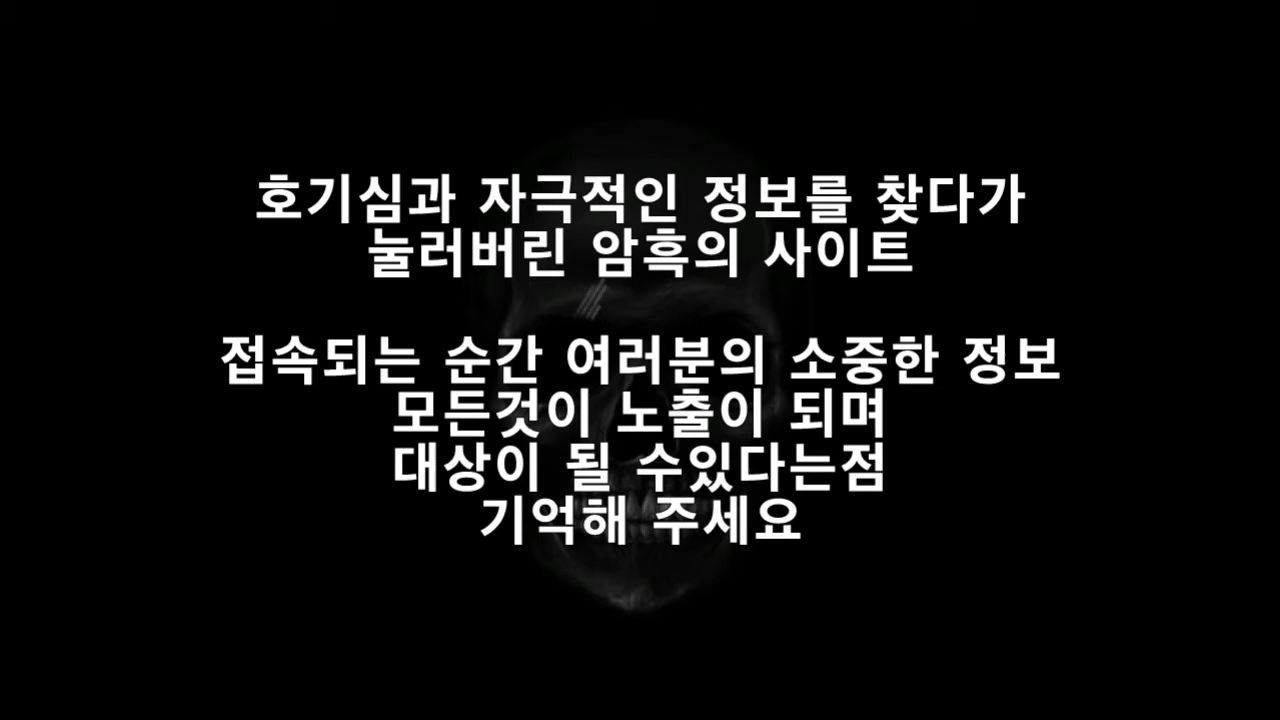 호기심과 자극적인 정보를 찾다가
눌러버린 암흑의 사이트
접속되는 순간 여러분의 소중한 정보
모든것이 노출이 되며
대상이 될 수있다는점
기억해 주세요